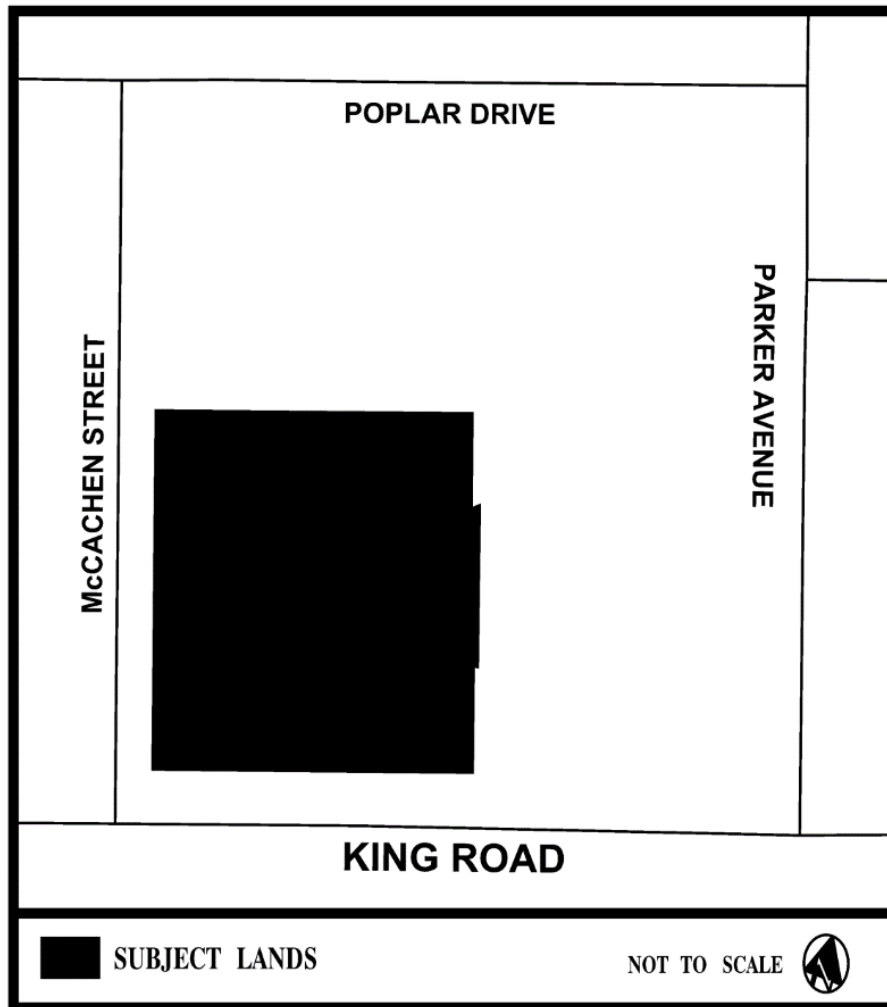 POPLAR DRIVE
PARKER AVENUE
McCACHEN STREET
KING ROAD
SUBJECT LANDS
NOT TO SCALE